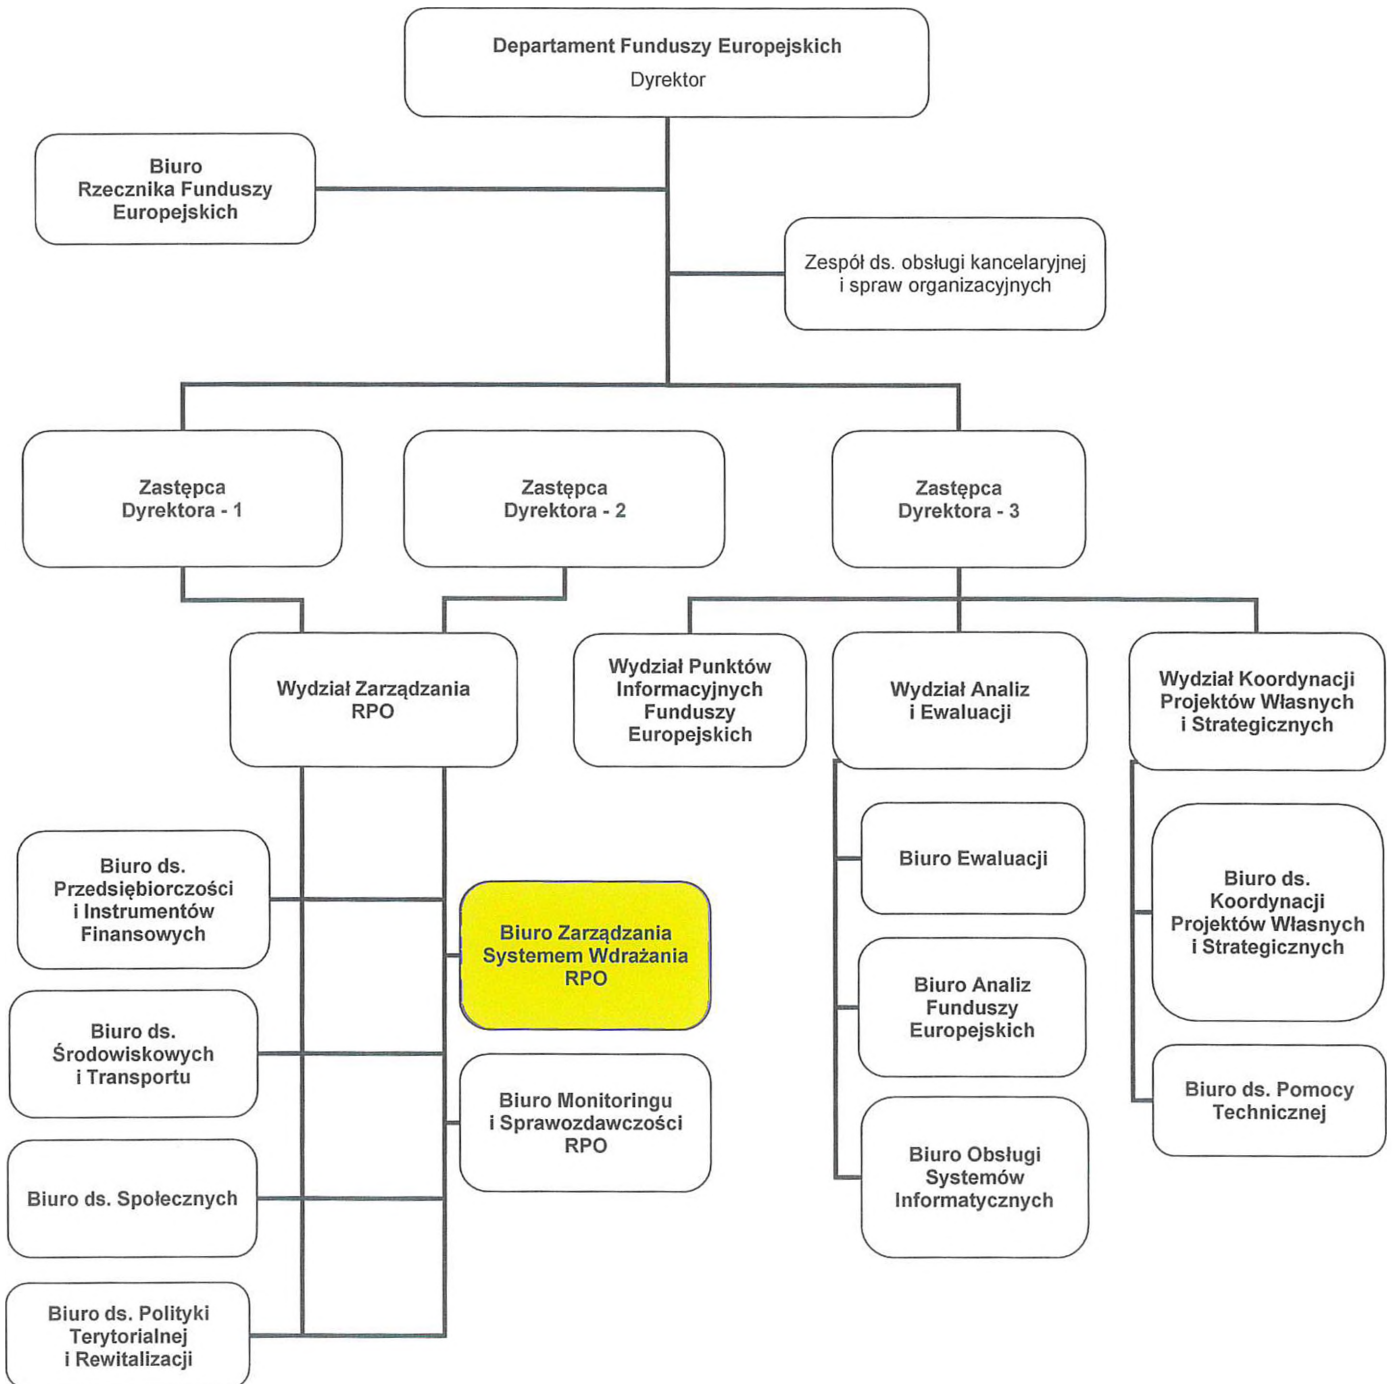 Departament Funduszy Europejskich
Dyrektor
Biuro
Rzecznika Funduszy
Europejskich
Zespół ds. obsługi kancelaryjnej
i spraw organizacyjnych
Zastępca
Dyrektora - 1
Zastępca
Dyrektora - 2
Zastępca
Dyrektora - 3
Wydział Zarządzania
RPO
Wydział Punktów
Informacyjnych
Funduszy
Europejskich
Wydział Analiz
i Ewaluacji
Wydział Koordynacji
Projektów Własnych
i Strategicznych
Biuro ds.
Przedsiębiorczości
i Instrumentów
Finansowych
Biuro Zarządzania
Systemem Wdrażania
RPO
Biuro ds.
Środowiskowych
i Transportu
Biuro Monitoringu
i Sprawozdawczości
RPO
Biuro ds. Społecznych
Biuro ds. Polityki
Terytorialnej
i Rewitalizacji
Biuro Ewaluacji
Biuro Analiz
Funduszy
Europejskich
Biuro Obsługi
Systemów
Informatycznych
Biuro ds.
Koordynacji
Projektów Własnych
i Strategicznych
Biuro ds. Pomocy
Technicznej